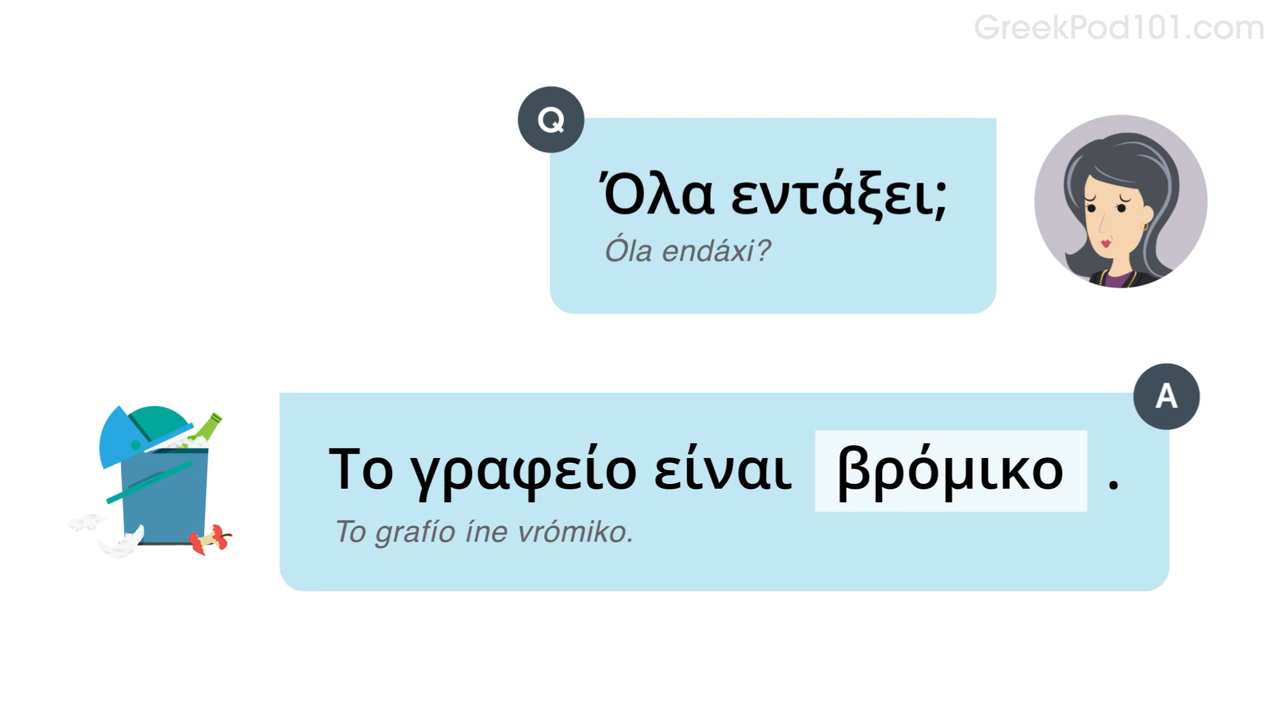 GreekPod101.com
Q
Όλα εντάξει;
Óla endáxi?
A
Το γραφείο είναι βρόμικο .
To grafío íne vrómiko.